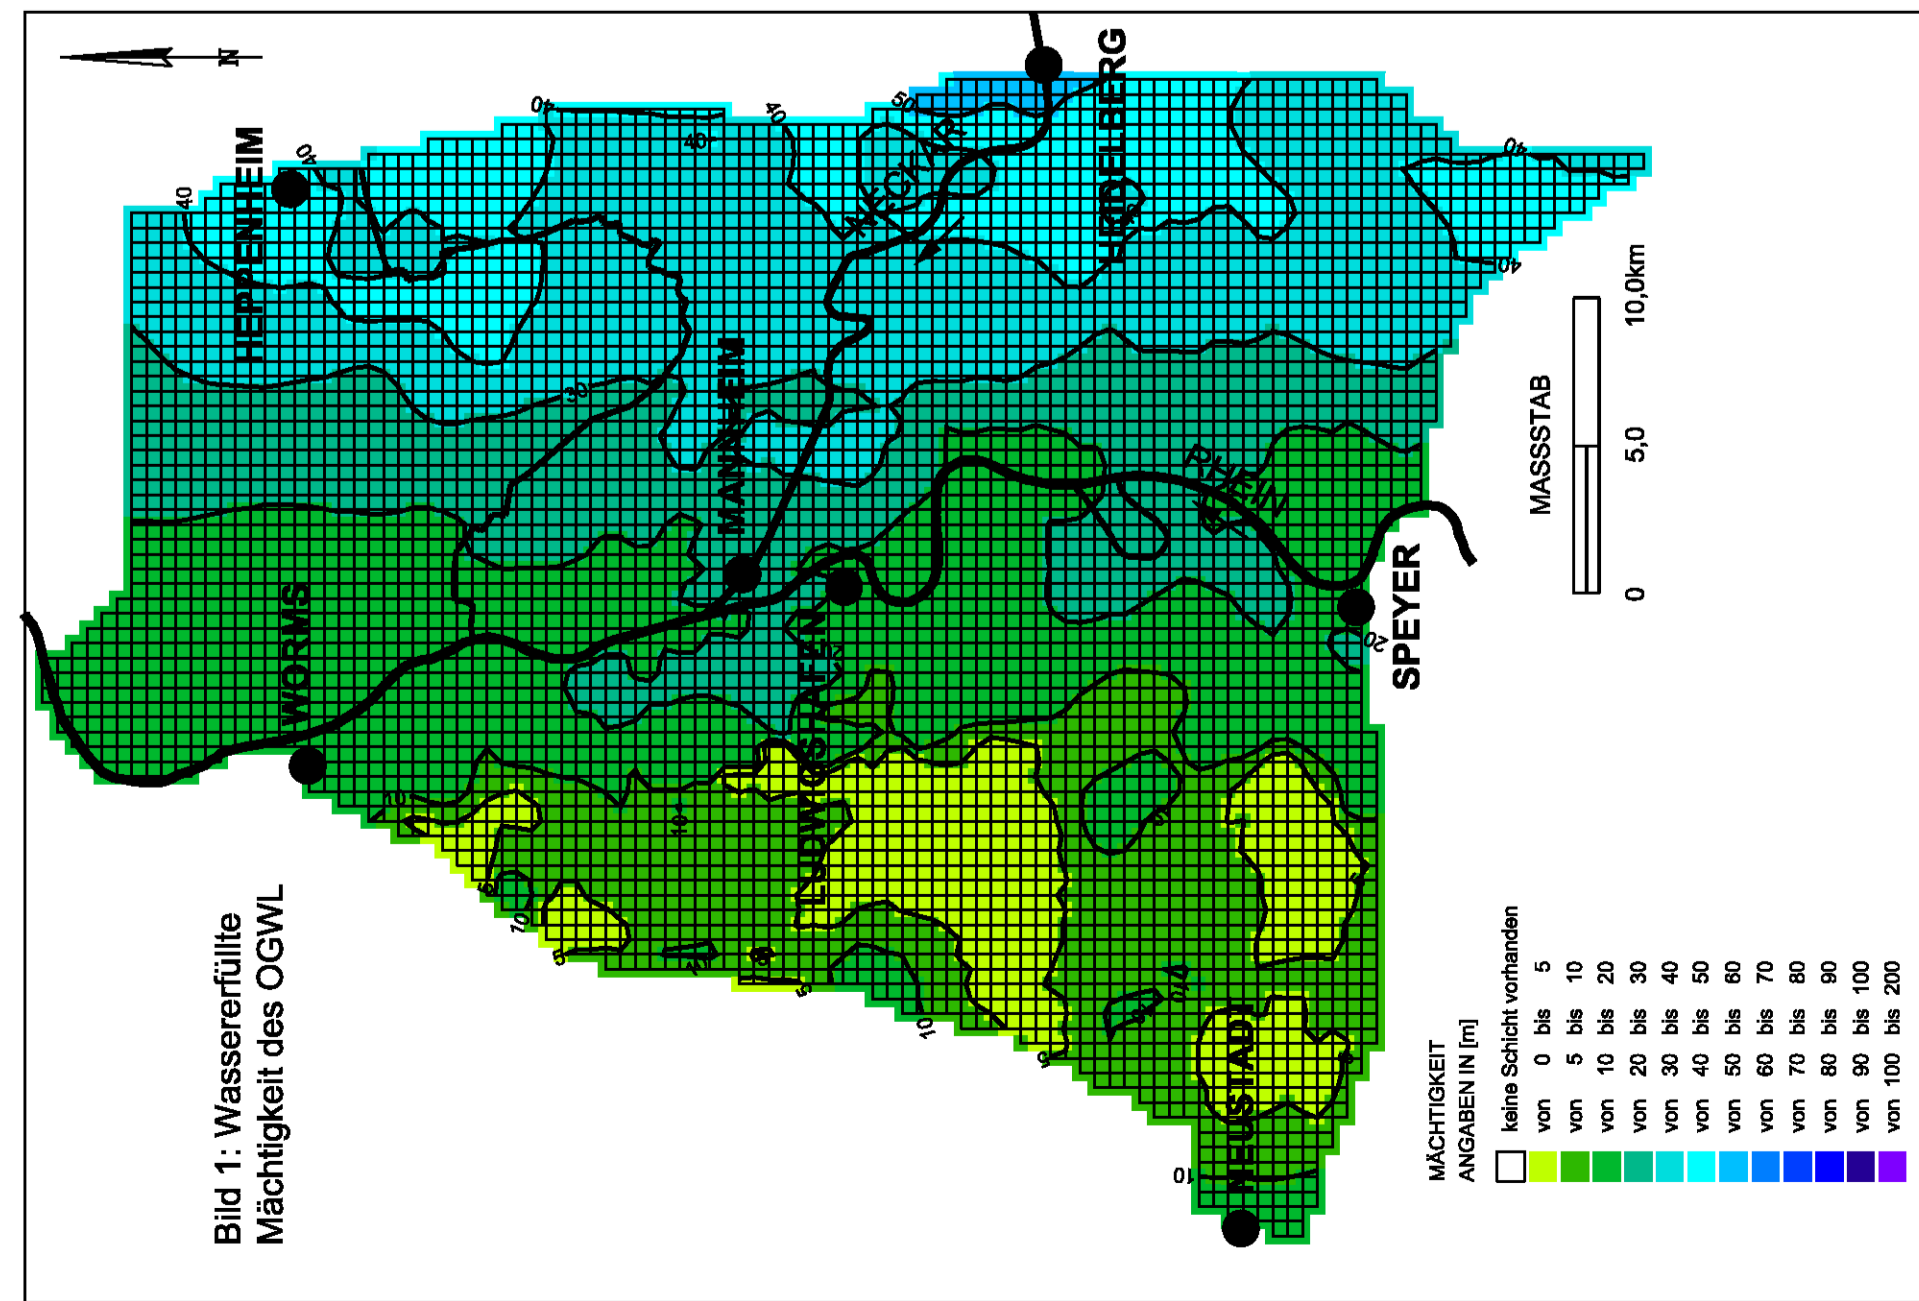 Bild 1: Wassererfüllte
Mächtigkeit des OGWL
N
HEPPENHEIM
WORMS
MANNHEIM
LUDWIGSHAFEN
HEIDELBERG
NECKAR
RHEIN
SPEYER
NEUSTADT
40
40
40
40
40
50
40
40
30
20
10
10
10
10
10
5
5
5
5
MASSSTAB
0 5,0 10,0km
MÄCHTIGKEIT
ANGABEN IN [m]
keine Schicht vorhanden
von 0 bis 5
von 5 bis 10
von 10 bis 20
von 20 bis 30
von 30 bis 40
von 40 bis 50
von 50 bis 60
von 60 bis 70
von 70 bis 80
von 80 bis 90
von 90 bis 100
von 100 bis 200